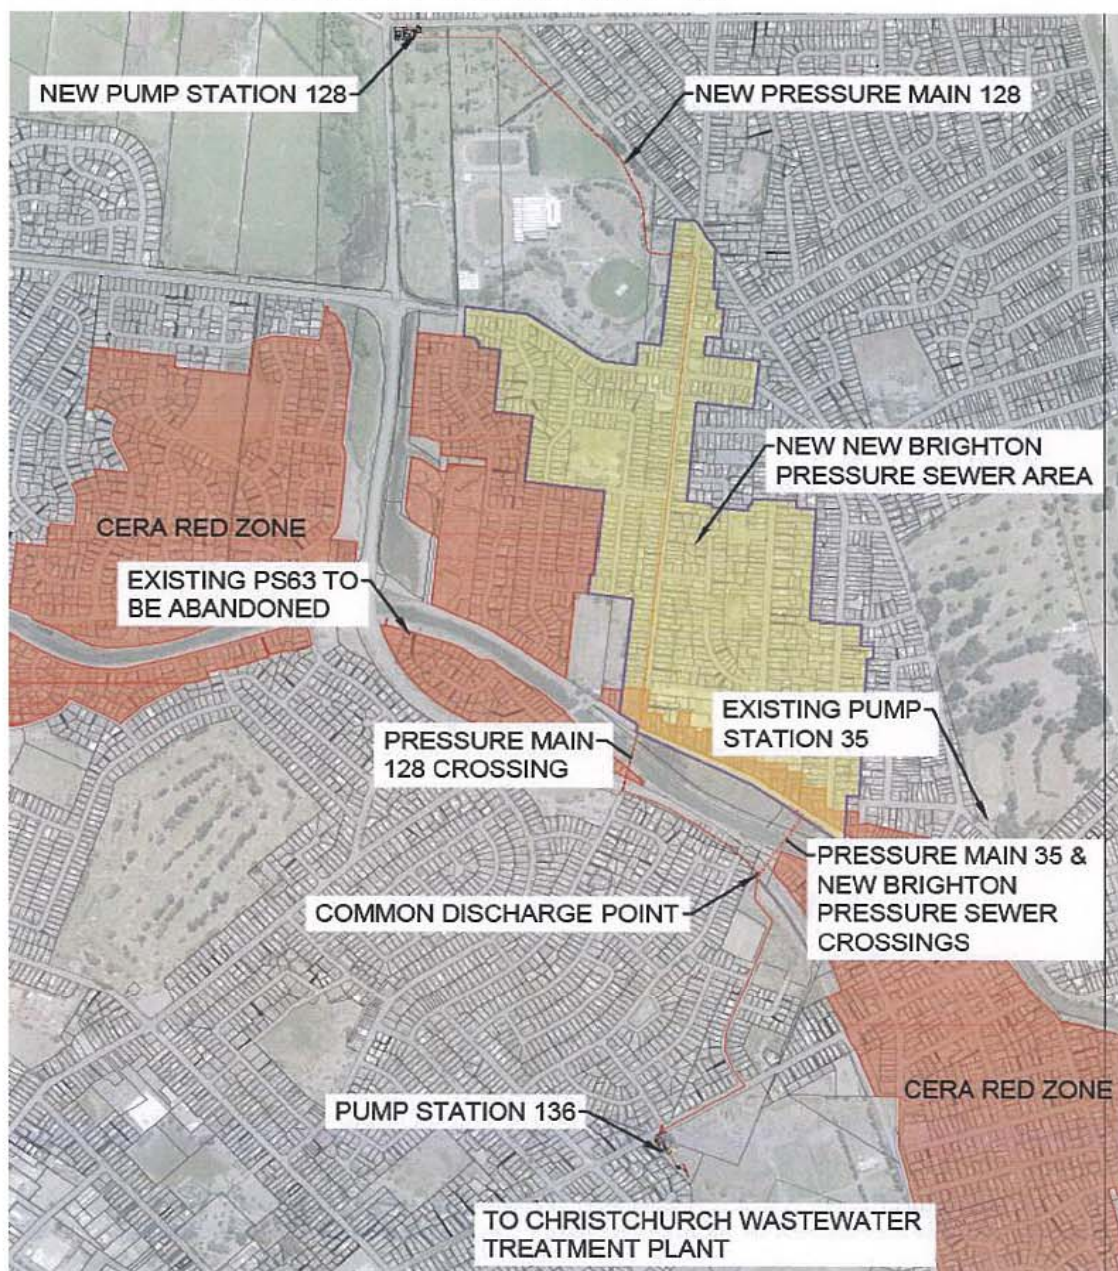 NEW PUMP STATION 128
NEW PRESSURE MAIN 128
NEW NEW BRIGHTON
PRESSURE SEWER AREA
CERA RED ZONE
EXISTING PS63 TO
BE ABANDONED
EXISTING PUMP
STATION 35
PRESSURE MAIN
128 CROSSING
PRESSURE MAIN 35 &
NEW BRIGHTON
PRESSURE SEWER
CROSSINGS
COMMON DISCHARGE POINT
CERA RED ZONE
PUMP STATION 136
TO CHRISTCHURCH WASTEWATER
TREATMENT PLANT